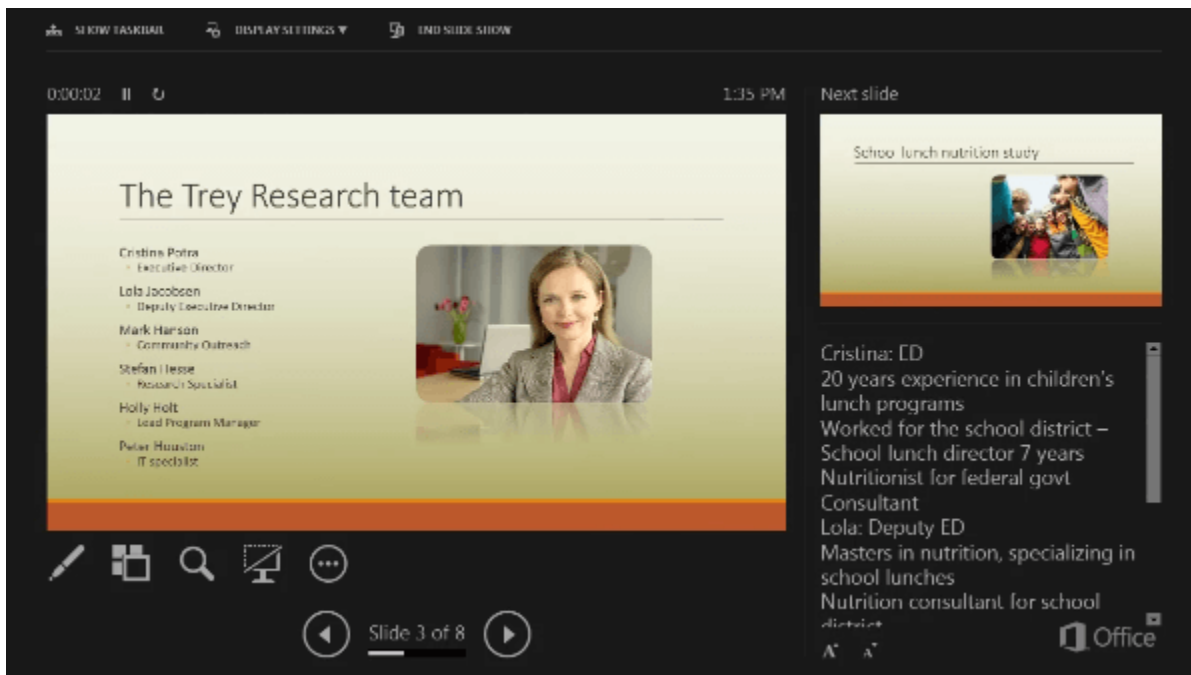 SHOW TASKBAR
DISPLAY SETTINGS ▼
END SLIDE SHOW
0:00:02
1:35 PM
The Trey Research team
Cristina Potra
Executive Director
Lola Jacobsen
Deputy Executive Director
Mark Hanson
Community Outreach
Stefan Hesse
Research Specialist
Holly Holt
Lead Program Manager
Peter Houston
IT specialist
Slide 3 of 8
Next slide
School lunch nutrition study
Cristina: ED
20 years experience in children's
lunch programs
Worked for the school district –
School lunch director 7 years
Nutritionist for federal govt
Consultant
Lola: Deputy ED
Masters in nutrition, specializing in
school lunches
Nutrition consultant for school
district
A A
Office